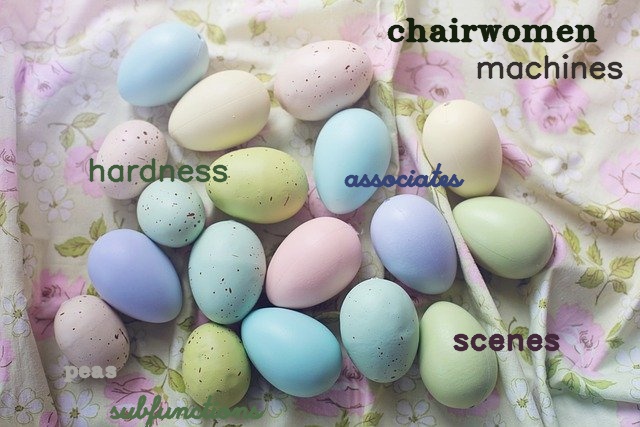 chairwomen
machines
hardness
associates
scenes
peas
subfunctions